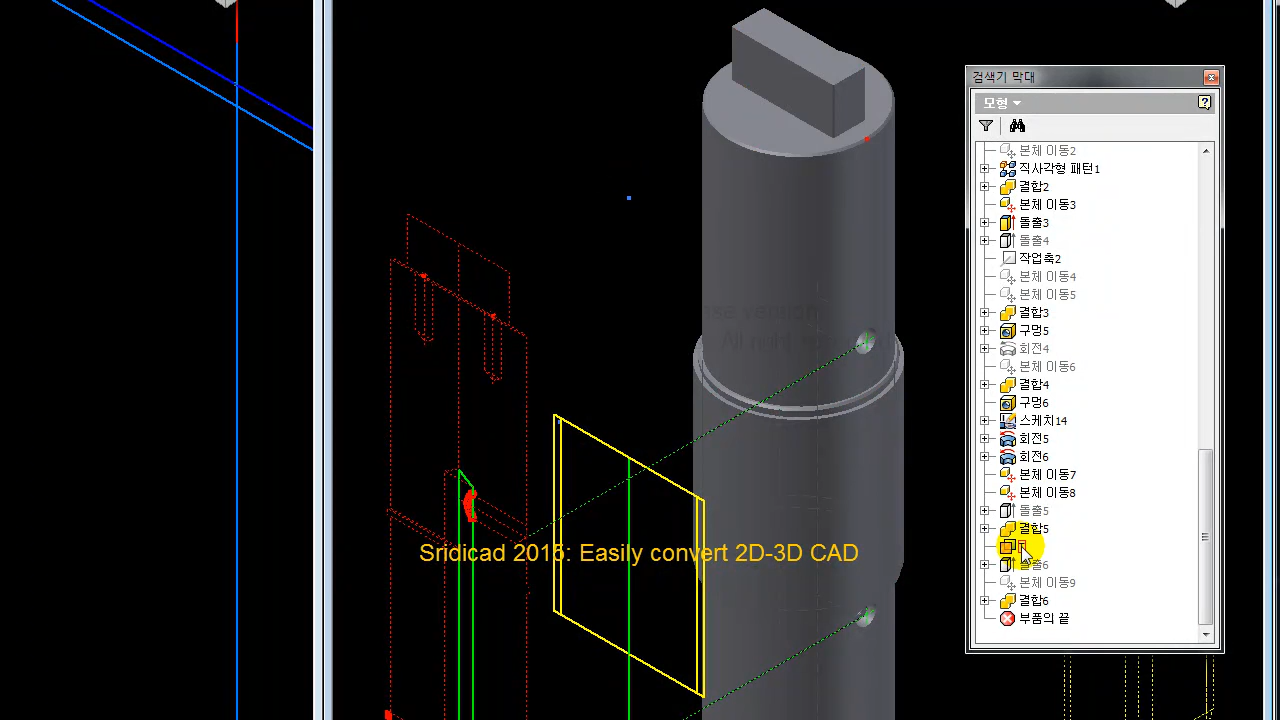 검색기 막대
모형
본체 이동2
직사각형 패턴1
결합2
본체 이동3
돌출3
돌출4
작업축2
본체 이동4
본체 이동5
결합3
구멍5
회전4
본체 이동6
결합4
구멍6
스케치14
회전5
회전6
본체 이동7
본체 이동8
돌출5
결합5
돌출6
본체 이동9
결합6
부품의 끝
Sridicad 2015: Easily convert 2D-3D CAD